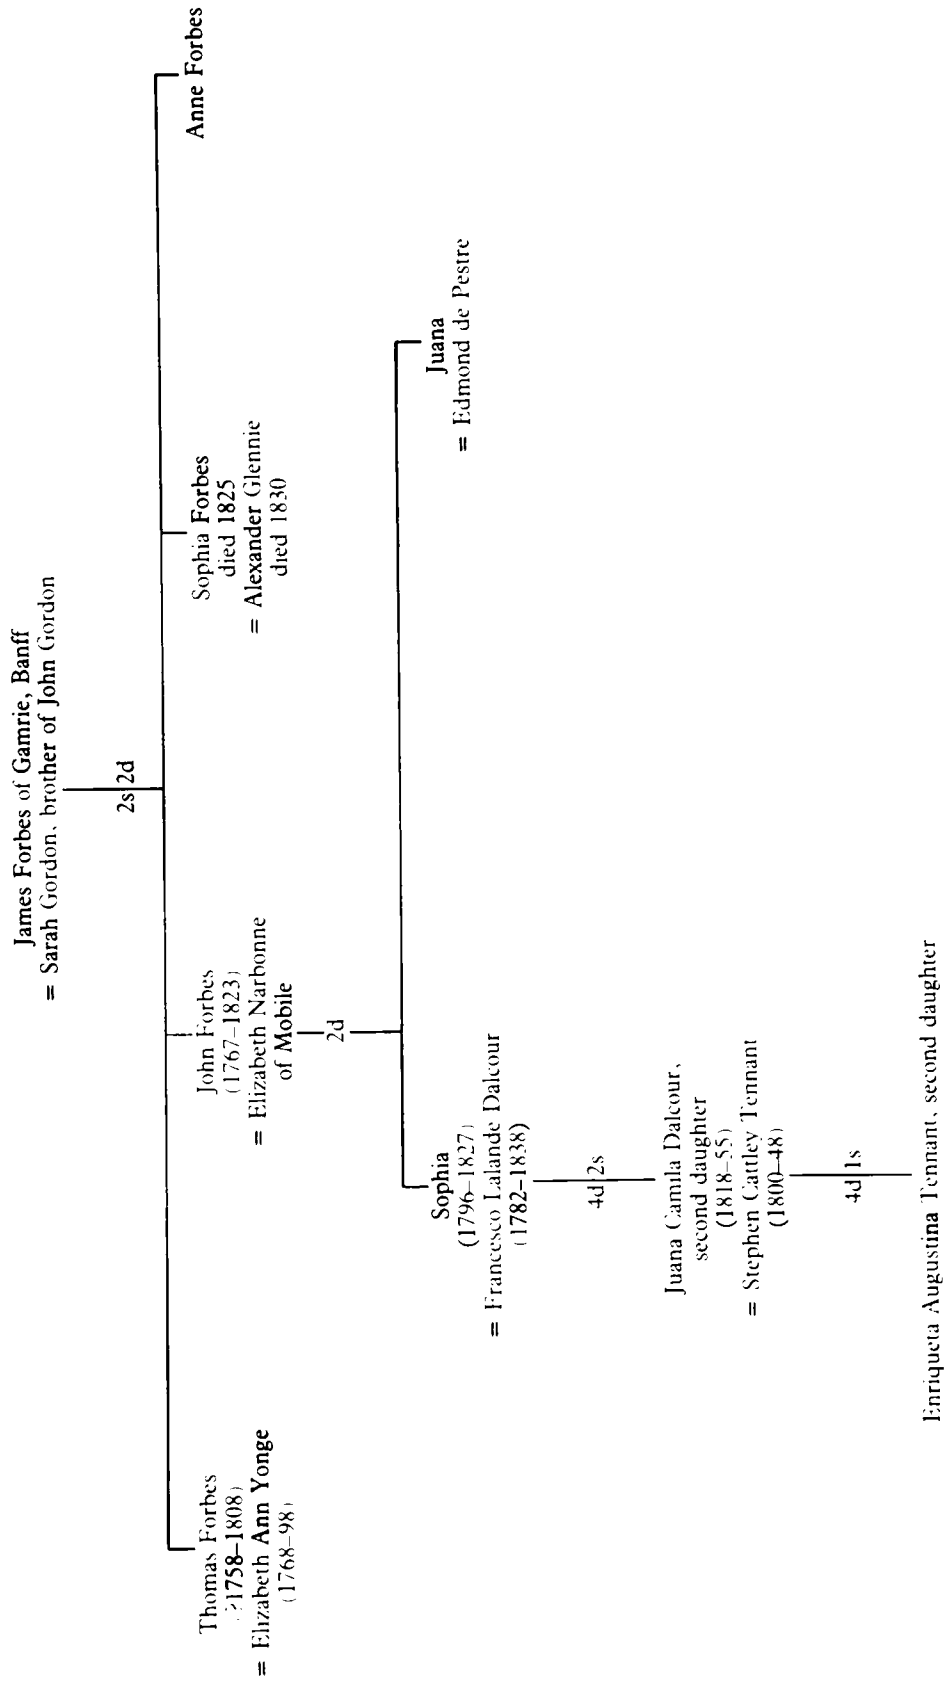 James Forbes of Gamrie, Banff
= Sarah Gordon, brother of John Gordon
2s 2d
Thomas Forbes
(?1758–1808)
= Elizabeth Ann Yonge
(1768–98)
John Forbes
(1767–1823)
= Elizabeth Narbonne
of Mobile
Sophia Forbes
died 1825
= Alexander Glennie
died 1830
Anne Forbes
2d
Sophia
(1796–1827)
= Francesco Lalande Dalcour
(1782–1838)
Juana
= Edmond de Pestre
4d 2s
Juana Camila Dalcour,
second daughter
(1818–55)
= Stephen Cattley Tennant
(1800–48)
4d 1s
Enriqueta Augustina Tennant, second daughter